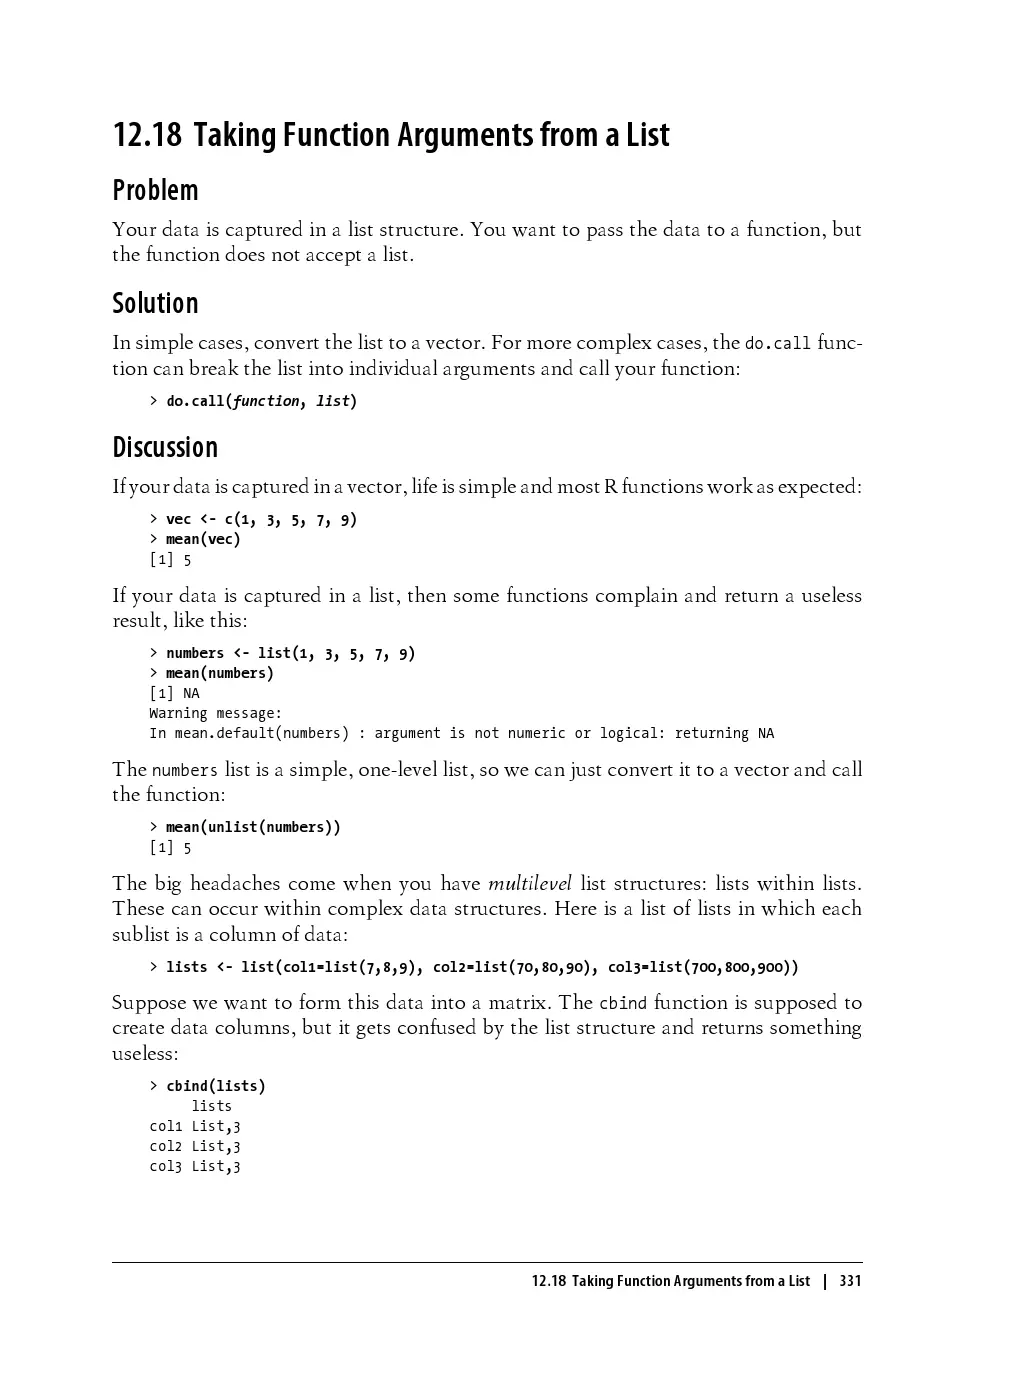 12.18 Taking Function Arguments from a List
Problem
Your data is captured in a list structure. You want to pass the data to a function, but
the function does not accept a list.
Solution
In simple cases, convert the list to a vector. For more complex cases, the do.call func-
tion can break the list into individual arguments and call your function:
> do.call(function, list)
Discussion
If your data is captured in a vector, life is simple and most R functions work as expected:
> vec <- c(1, 3, 5, 7, 9)
> mean(vec)
[1] 5
If your data is captured in a list, then some functions complain and return a useless
result, like this:
> numbers <- list(1, 3, 5, 7, 9)
> mean(numbers)
[1] NA
Warning message:
In mean.default(numbers) : argument is not numeric or logical: returning NA
The numbers list is a simple, one-level list, so we can just convert it to a vector and call
the function:
> mean(unlist(numbers))
[1] 5
The big headaches come when you have multilevel list structures: lists within lists.
These can occur within complex data structures. Here is a list of lists in which each
sublist is a column of data:
> lists <- list(col1=list(7,8,9), col2=list(70,80,90), col3=list(700,800,900))
Suppose we want to form this data into a matrix. The cbind function is supposed to
create data columns, but it gets confused by the list structure and returns something
useless:
> cbind(lists)
lists
col1 List,3
col2 List,3
col3 List,3
12.18 Taking Function Arguments from a List | 331